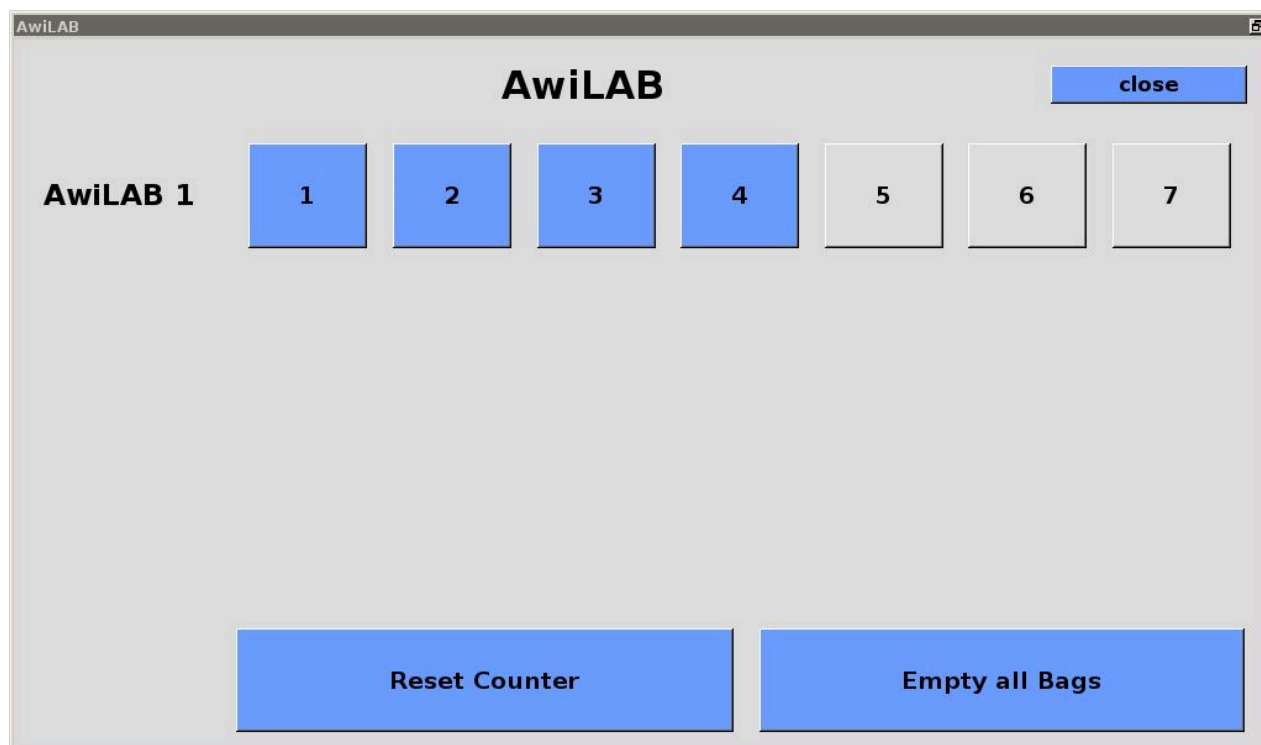 AwiLAB
AwiLAB
close
AwiLAB 1
1 2 3 4 5 6 7
Reset Counter
Empty all Bags